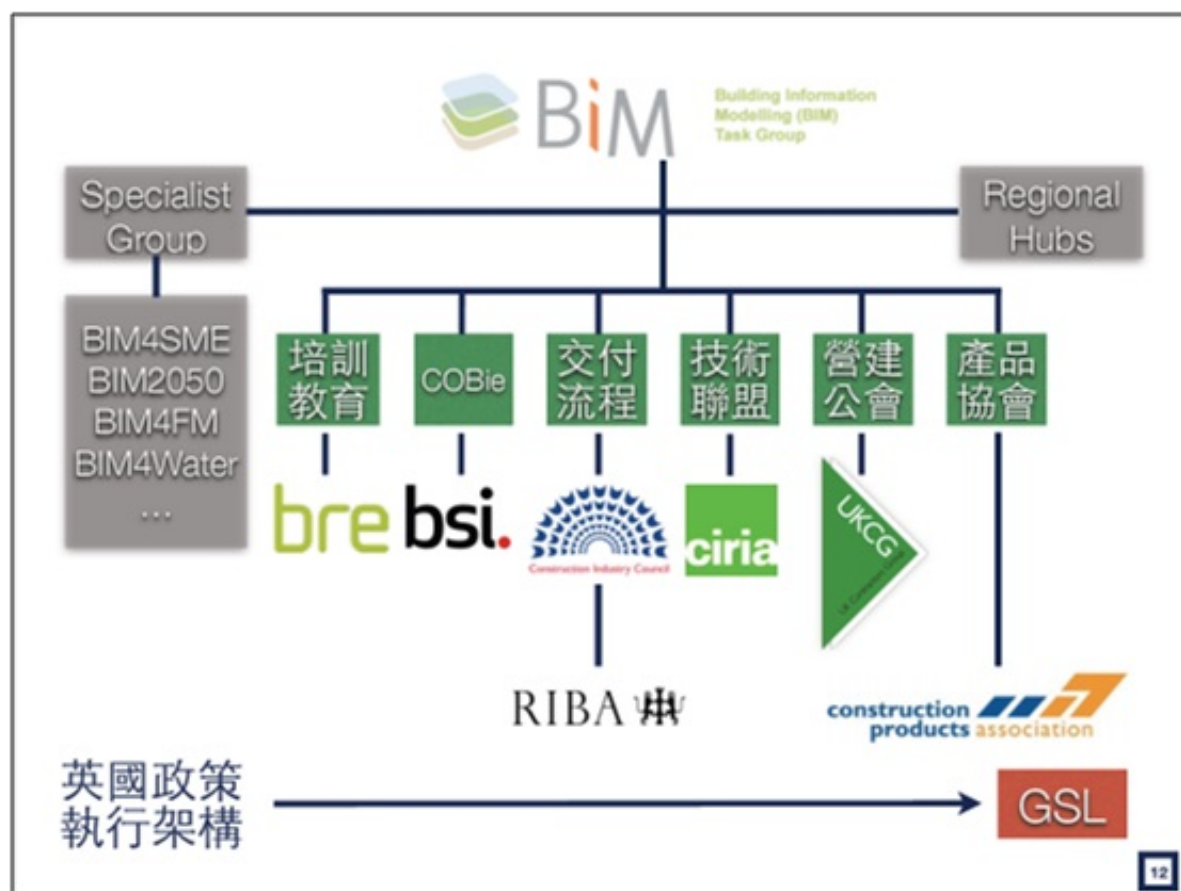 BiM
Building Information
Modelling (BIM)
Task Group
Specialist
Group
Regional
Hubs
BIM4SME
BIM2050
BIM4FM
BIM4Water
...
培訓
教育
COBie
交付
流程
技術
聯盟
營建
公會
產品
協會
bre
bsi.
Construction Industry Council
ciria
UKCG
UK Contractors Group
RIBA
construction
products association
英國政策
執行架構
GSL
12